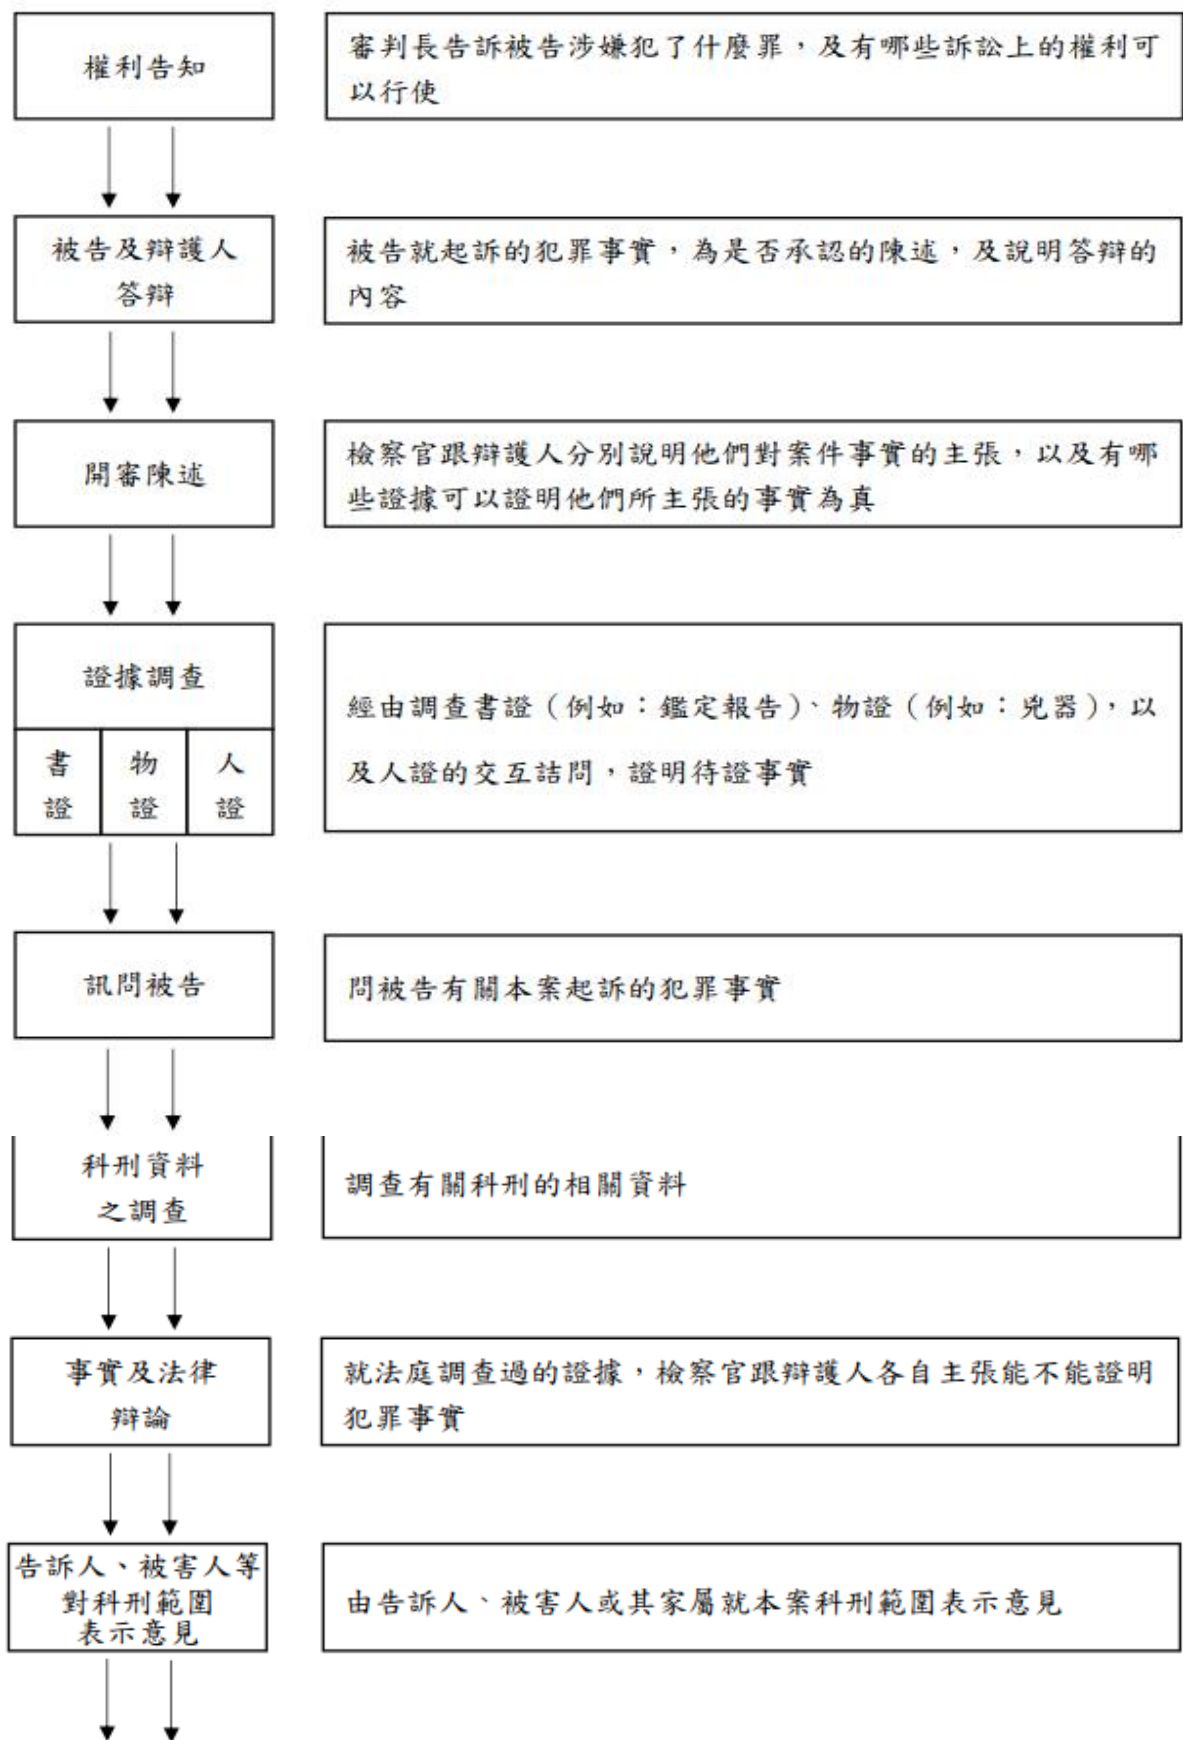 權利告知
審判長告訴被告涉嫌犯了什麼罪，及有哪些訴訟上的權利可
以行使
被告及辯護人
答辯
被告就起訴的犯罪事實，為是否承認的陳述，及說明答辯的
內容
開審陳述
檢察官跟辯護人分別說明他們對案件事實的主張，以及有哪
些證據可以證明他們所主張的事實為真
證據調查
書證
物證
人證
經由調查書證（例如：鑑定報告）、物證（例如：兇器），以
及人證的交互詰問，證明待證事實
訊問被告
問被告有關本案起訴的犯罪事實
科刑資料
之調查
調查有關科刑的相關資料
事實及法律
辯論
就法庭調查過的證據，檢察官跟辯護人各自主張能不能證明
犯罪事實
告訴人、被害人等
對科刑範圍
表示意見
由告訴人、被害人或其家屬就本案科刑範圍表示意見